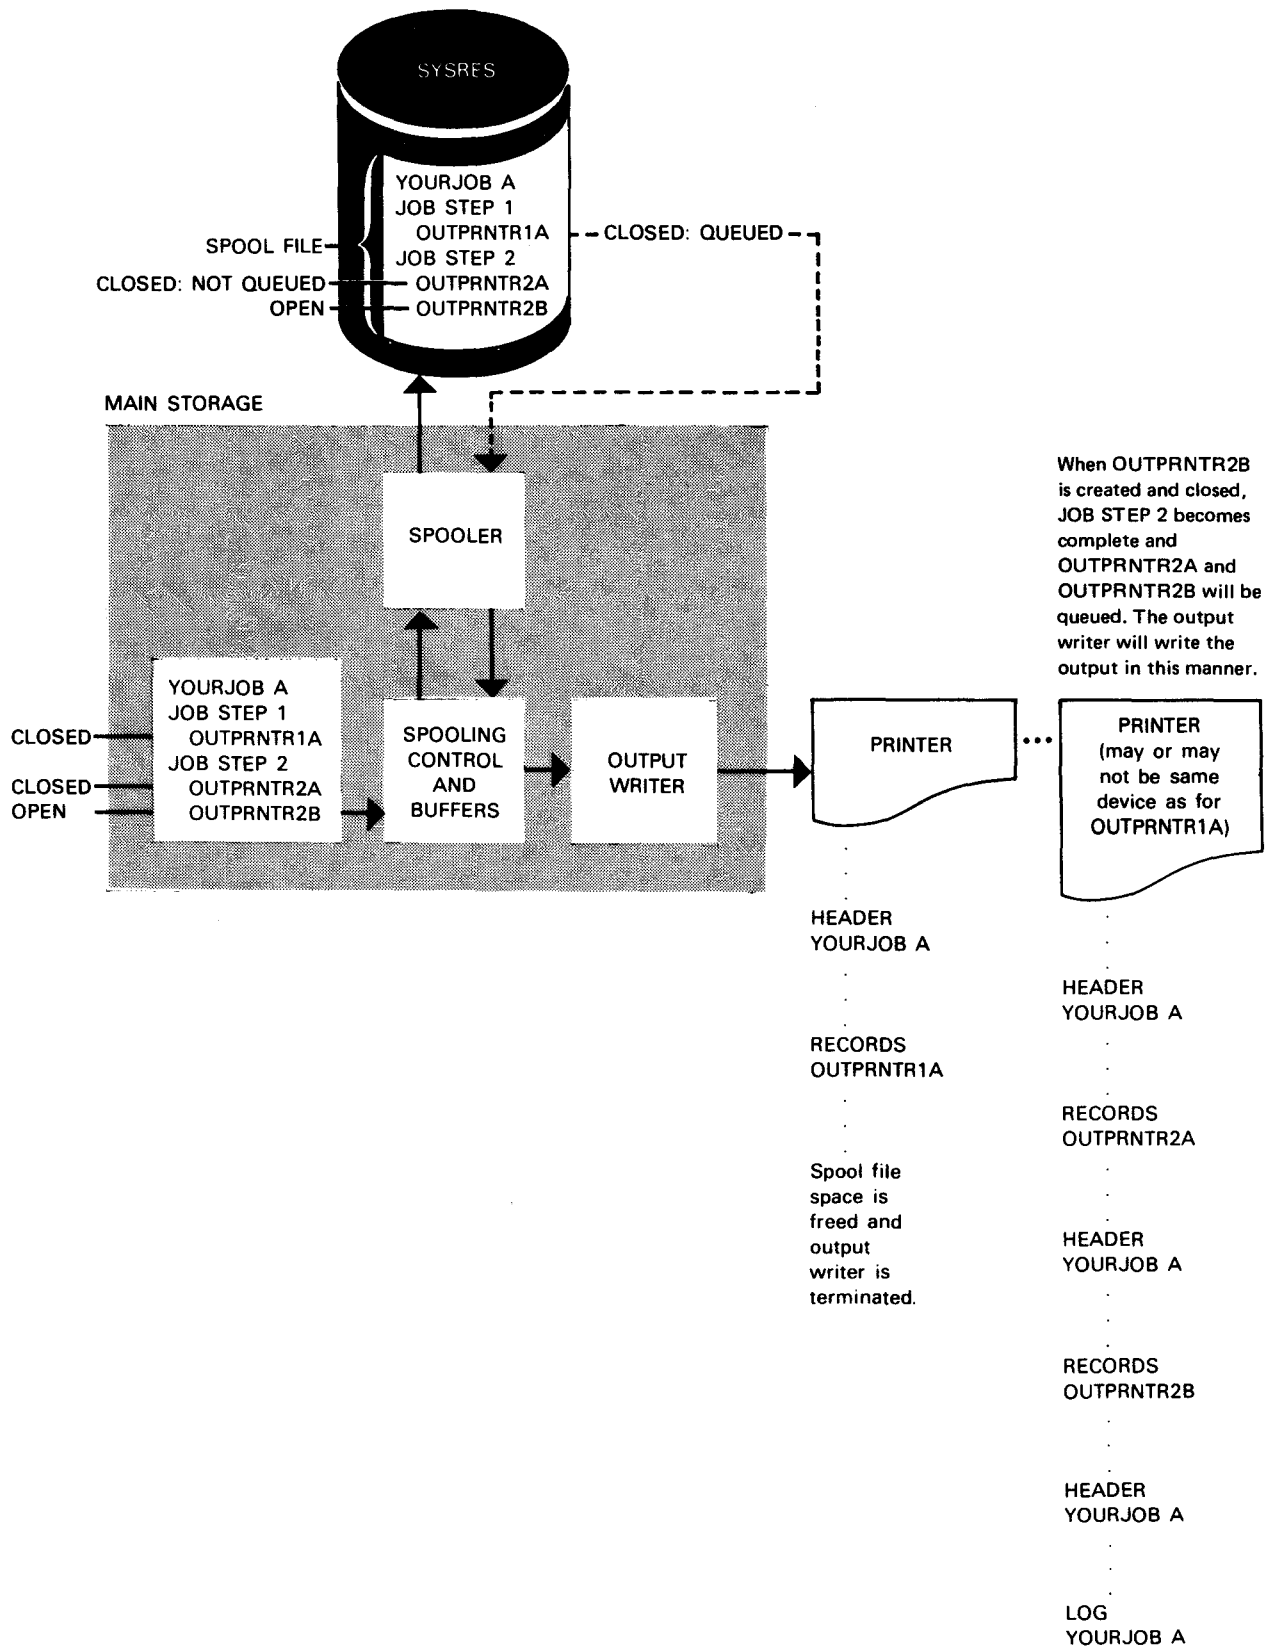 SYSRES
YOURJOB A
JOB STEP 1
OUTPRNTR1A
CLOSED: QUEUED
SPOOL FILE
JOB STEP 2
CLOSED: NOT QUEUED
OUTPRNTR2A
OPEN
OUTPRNTR2B
MAIN STORAGE
SPOOLER
YOURJOB A
JOB STEP 1
CLOSED
OUTPRNTR1A
JOB STEP 2
CLOSED
OUTPRNTR2A
OPEN
OUTPRNTR2B
SPOOLING
CONTROL
AND
BUFFERS
OUTPUT
WRITER
PRINTER
...
When OUTPRNTR2B
is created and closed,
JOB STEP 2 becomes
complete and
OUTPRNTR2A and
OUTPRNTR2B will be
queued. The output
writer will write the
output in this manner.
PRINTER
(may or may
not be same
device as for
OUTPRNTR1A)
HEADER
YOURJOB A
RECORDS
OUTPRNTR1A
Spool file
space is
freed and
output
writer is
terminated.
HEADER
YOURJOB A
RECORDS
OUTPRNTR2A
HEADER
YOURJOB A
RECORDS
OUTPRNTR2B
HEADER
YOURJOB A
LOG
YOURJOB A